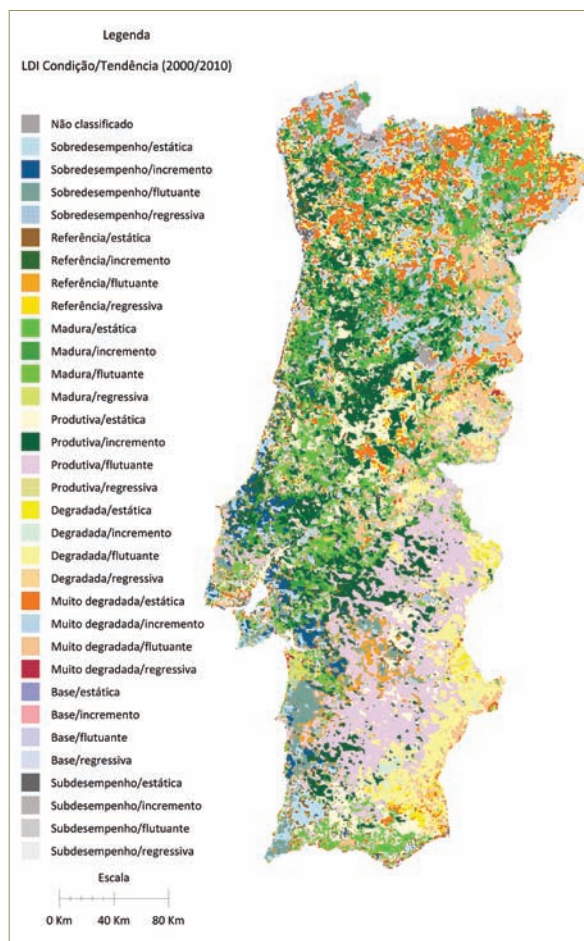 Legenda
LDI Condição/Tendência (2000/2010)
Não classificado
Sobredesempenho/estática
Sobredesempenho/incremento
Sobredesempenho/flutuante
Sobredesempenho/regressiva
Referência/estática
Referência/incremento
Referência/flutuante
Referência/regressiva
Madura/estática
Madura/incremento
Madura/flutuante
Madura/regressiva
Produtiva/estática
Produtiva/incremento
Produtiva/flutuante
Produtiva/regressiva
Degradada/estática
Degradada/incremento
Degradada/flutuante
Degradada/regressiva
Muito degradada/estática
Muito degradada/incremento
Muito degradada/flutuante
Muito degradada/regressiva
Base/estática
Base/incremento
Base/flutuante
Base/regressiva
Subdesempenho/estática
Subdesempenho/incremento
Subdesempenho/flutuante
Subdesempenho/regressiva
Escala
0 Km 40 Km 80 Km